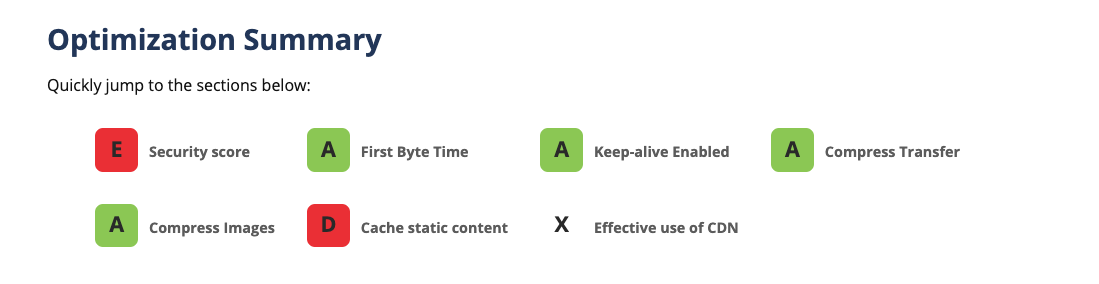 Optimization Summary
Quickly jump to the sections below:
E Security score A First Byte Time A Keep-alive Enabled A Compress Transfer
A Compress Images D Cache static content X Effective use of CDN